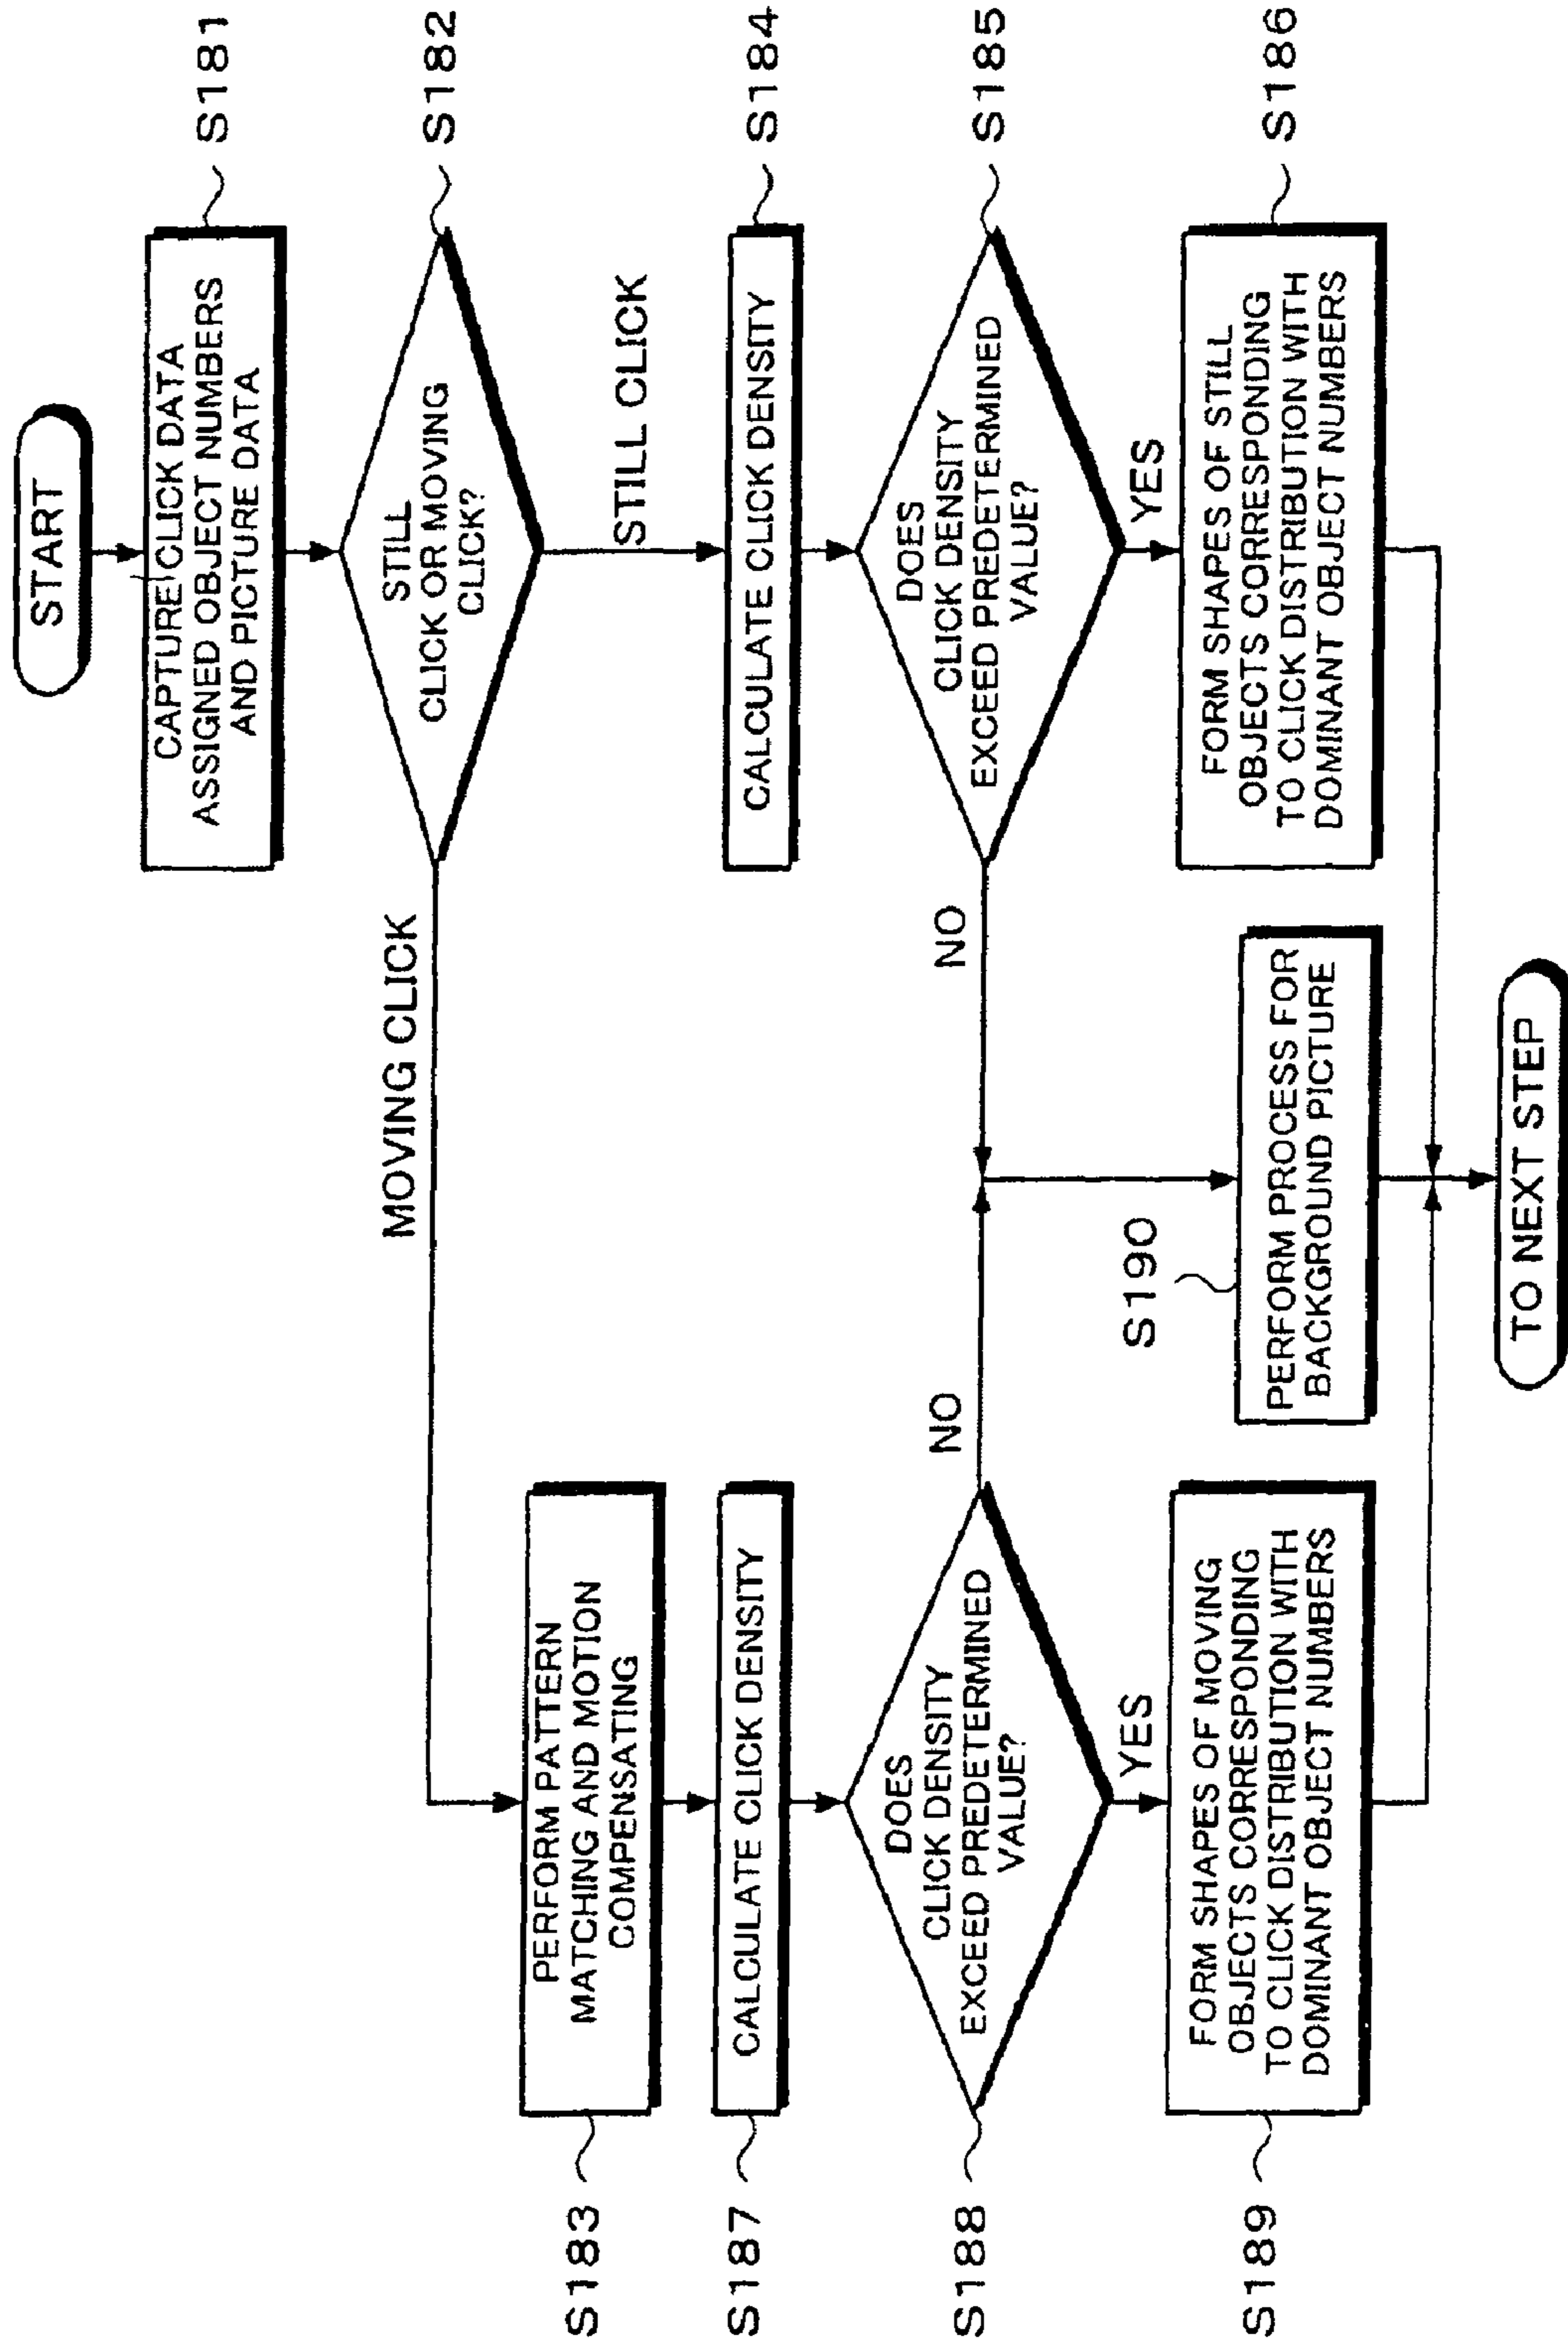 START
CAPTURE CLICK DATA
ASSIGNED OBJECT NUMBERS
AND PICTURE DATA
S181
STILL
CLICK OR MOVING
CLICK?
S182
MOVING CLICK
STILL CLICK
PERFORM PATTERN
MATCHING AND MOTION
COMPENSATING
S183
CALCULATE CLICK DENSITY
S184
CALCULATE CLICK DENSITY
S187
DOES
CLICK DENSITY
EXCEED PREDETERMINED
VALUE?
S185
NO
YES
DOES
CLICK DENSITY
EXCEED PREDETERMINED
VALUE?
S188
NO
YES
FORM SHAPES OF STILL
OBJECTS CORRESPONDING
TO CLICK DISTRIBUTION WITH
DOMINANT OBJECT NUMBERS
S186
FORM SHAPES OF MOVING
OBJECTS CORRESPONDING
TO CLICK DISTRIBUTION WITH
DOMINANT OBJECT NUMBERS
S189
S190
PERFORM PROCESS FOR
BACKGROUND PICTURE
TO NEXT STEP